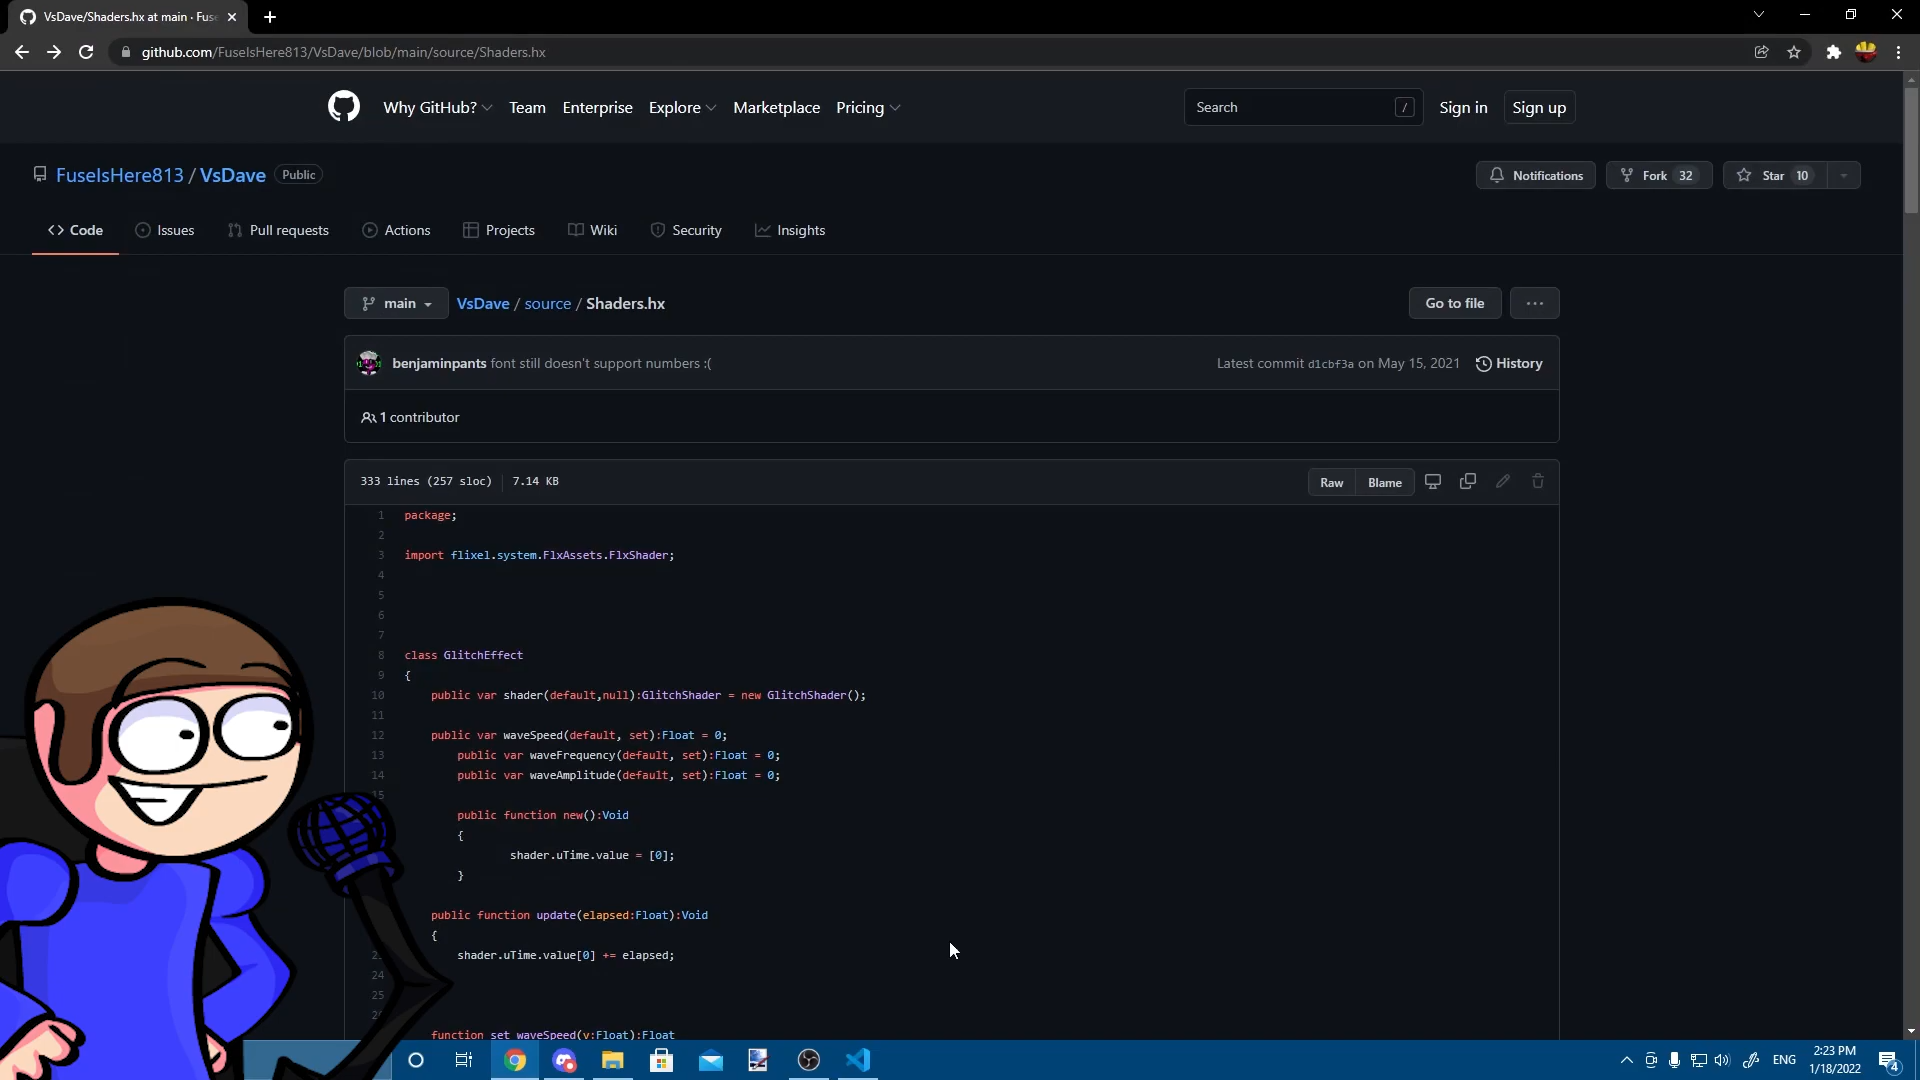 VsDave/Shaders.hx at main · Fuse
github.com/FuseIsHere813/VsDave/blob/main/source/Shaders.hx
Why GitHub? Team Enterprise Explore Marketplace Pricing Search / Sign in Sign up
FuseIsHere813 / VsDave Public Notifications Fork 32 Star 10
<> Code Issues Pull requests Actions Projects Wiki Security Insights
main VsDave / source / Shaders.hx Go to file ...
benjaminpants font still doesn't support numbers :( Latest commit d1cbf3a on May 15, 2021 History
1 contributor
333 lines (257 sloc) 7.14 KB Raw Blame
1 package;
2
3 import flixel.system.FlxAssets.FlxShader;
4
5
6
7
8 class GlitchEffect
9 {
10 public var shader(default,null):GlitchShader = new GlitchShader();
11
12 public var waveSpeed(default, set):Float = 0;
13 public var waveFrequency(default, set):Float = 0;
14 public var waveAmplitude(default, set):Float = 0;
15
public function new():Void
{
shader.uTime.value = [0];
}
public function update(elapsed:Float):Void
{
shader.uTime.value[0] += elapsed;
24
25
function set_waveSpeed(v:Float):Float
ENG 2:23 PM
1/18/2022 4